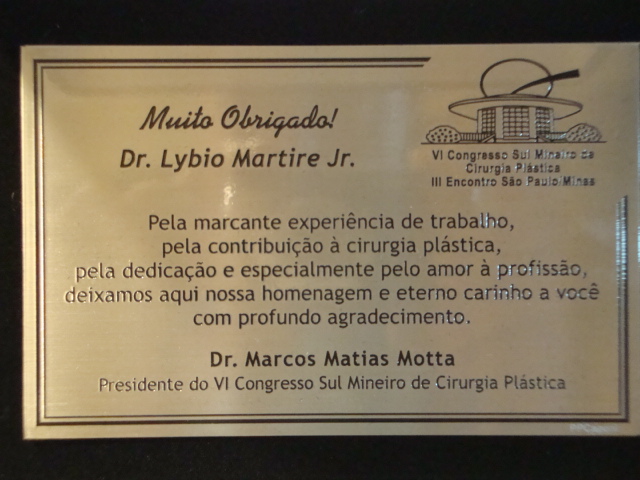 Muito Obrigado!
Dr. Lybio Martire Jr.
VI Congresso Sul Mineiro de
Cirurgia Plástica
III Encontro São Paulo/Minas
Pela marcante experiência de trabalho,
pela contribuição à cirurgia plástica,
pela dedicação e especialmente pelo amor à profissão,
deixamos aqui nossa homenagem e eterno carinho a você
com profundo agradecimento.
Dr. Marcos Matias Motta
Presidente do VI Congresso Sul Mineiro de Cirurgia Plástica